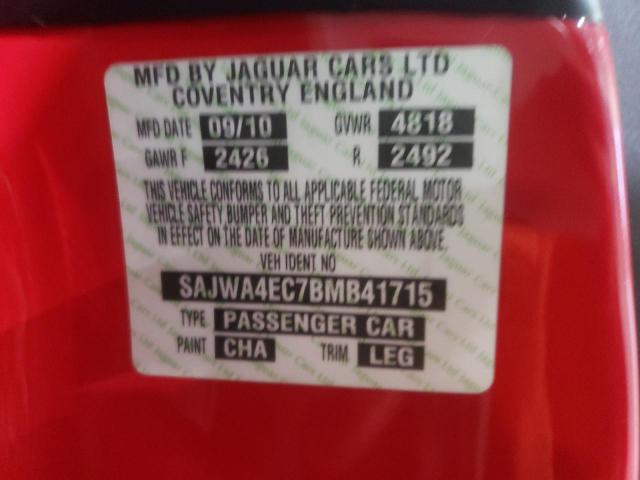 MFD BY JAGUAR CARS LTD
COVENTRY ENGLAND
MFD DATE 09/10 GVWR 4818
GAWR F 2426 R 2492
THIS VEHICLE CONFORMS TO ALL APPLICABLE FEDERAL MOTOR
VEHICLE SAFETY BUMPER AND THEFT PREVENTION STANDARDS
IN EFFECT ON THE DATE OF MANUFACTURE SHOWN ABOVE.
VEH IDENT NO
SAJWA4EC7BMB41715
TYPE PASSENGER CAR
PAINT CHA TRIM LEG